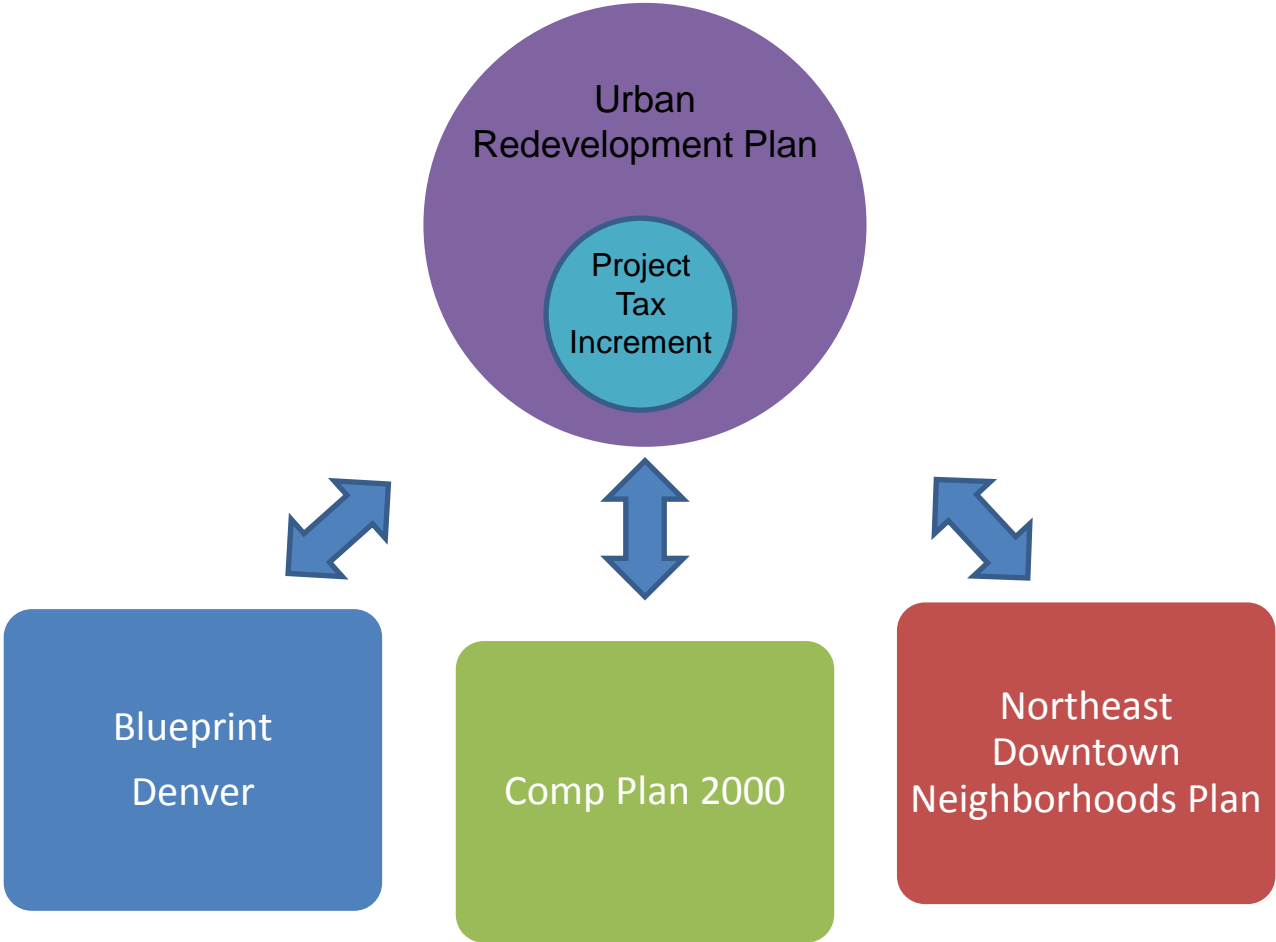 Urban
Redevelopment Plan
Project
Tax
Increment
Blueprint
Denver
Comp Plan 2000
Northeast
Downtown
Neighborhoods Plan